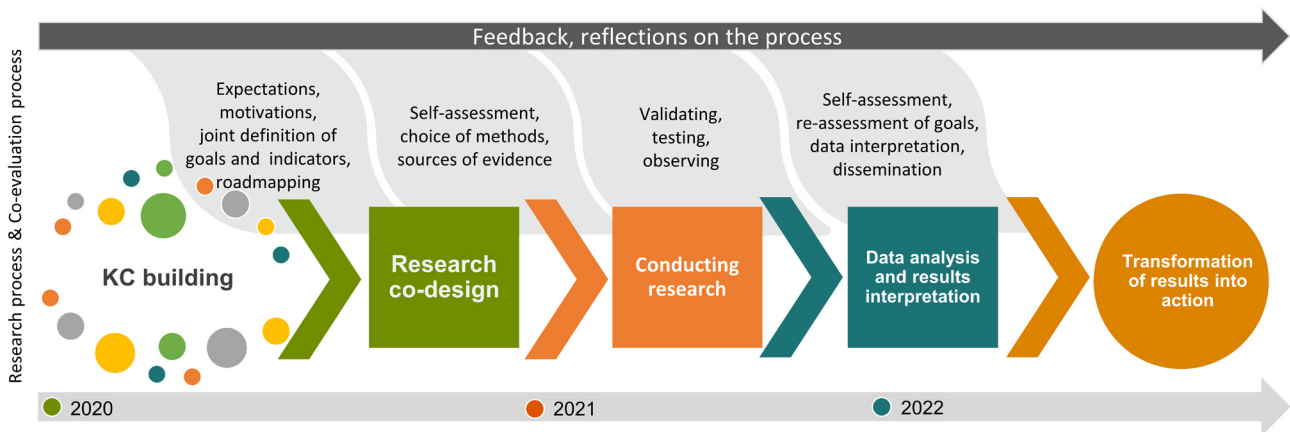 Feedback, reflections on the process
Research process & Co-evaluation process
Expectations,
motivations,
joint definition of
goals and indicators,
roadmapping
Self-assessment,
choice of methods,
sources of evidence
Validating,
testing,
observing
Self-assessment,
re-assessment of goals,
data interpretation,
dissemination
KC building
Research
co-design
Conducting
research
Data analysis
and results
interpretation
Transformation
of results into
action
2020
2021
2022